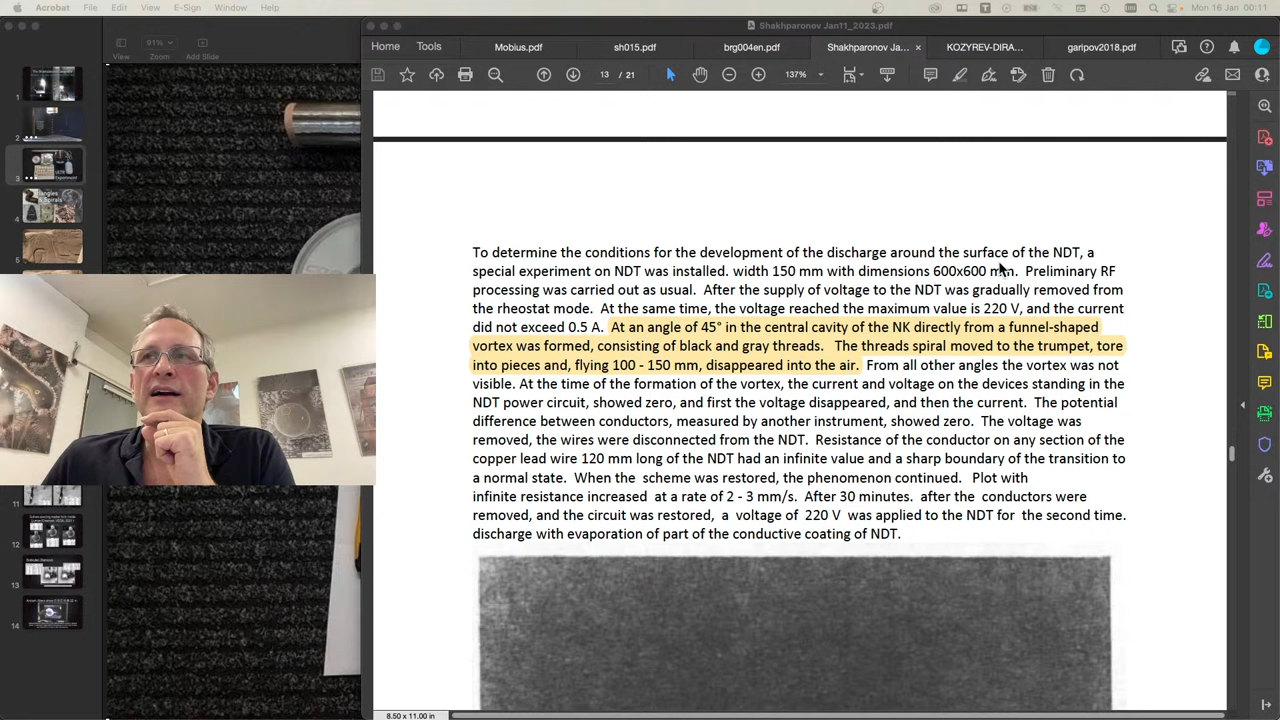 Acrobat File Edit View E-Sign Window Help
Mon 16 Jan 00:11
Shakhparonov Jan11_2023.pdf
91%
View Zoom Add Slide
Home Tools Mobius.pdf sh015.pdf brg004en.pdf Shakhparonov Ja... × KOZYREV-DIRA... garipov2018.pdf
13 / 21 137%
To determine the conditions for the development of the discharge around the surface of the NDT, a
special experiment on NDT was installed. width 150 mm with dimensions 600x600 mm. Preliminary RF
processing was carried out as usual. After the supply of voltage to the NDT was gradually removed from
the rheostat mode. At the same time, the voltage reached the maximum value is 220 V, and the current
did not exceed 0.5 A. At an angle of 45° in the central cavity of the NK directly from a funnel-shaped
vortex was formed, consisting of black and gray threads. The threads spiral moved to the trumpet, tore
into pieces and, flying 100 - 150 mm, disappeared into the air. From all other angles the vortex was not
visible. At the time of the formation of the vortex, the current and voltage on the devices standing in the
NDT power circuit, showed zero, and first the voltage disappeared, and then the current. The potential
difference between conductors, measured by another instrument, showed zero. The voltage was
removed, the wires were disconnected from the NDT. Resistance of the conductor on any section of the
copper lead wire 120 mm long of the NDT had an infinite value and a sharp boundary of the transition to
a normal state. When the scheme was restored, the phenomenon continued. Plot with
infinite resistance increased at a rate of 2 - 3 mm/s. After 30 minutes. after the conductors were
removed, and the circuit was restored, a voltage of 220 V was applied to the NDT for the second time.
discharge with evaporation of part of the conductive coating of NDT.
8.50 x 11.00 in
1
2
3
4
5
11
12
13
14